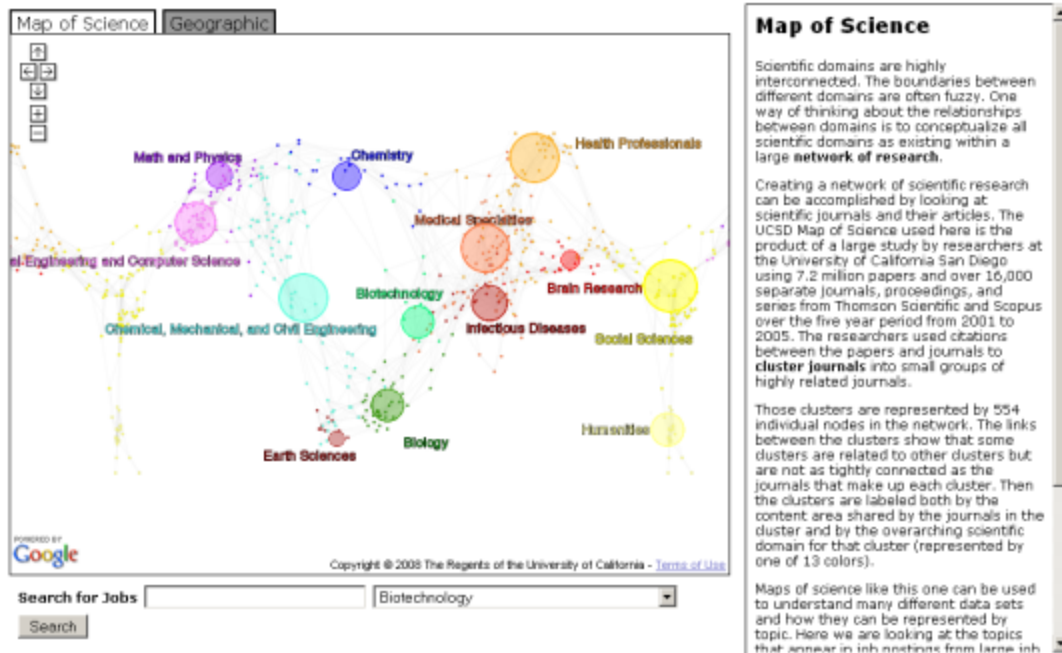 Map of Science
Geographic
Math and Physics
Chemistry
Health Professionals
Medical Specialties
al Engineering and Computer Science
Biotechnology
Brain Research
Chemical, Mechanical, and Civil Engineering
Infectious Diseases
Social Sciences
Humanities
Biology
Earth Sciences
POWERED BY
Google
Copyright © 2008 The Regents of the University of California - Terms of Use
Search for Jobs
Biotechnology
Search
Map of Science
Scientific domains are highly
interconnected. The boundaries between
different domains are often fuzzy. One
way of thinking about the relationships
between domains is to conceptualize all
scientific domains as existing within a
large network of research.
Creating a network of scientific research
can be accomplished by looking at
scientific journals and their articles. The
UCSD Map of Science used here is the
product of a large study by researchers at
the University of California San Diego
using 7.2 million papers and over 16,000
separate journals, proceedings, and
series from Thomson Scientific and Scopus
over the five year period from 2001 to
2005. The researchers used citations
between the papers and journals to
cluster journals into small groups of
highly related journals.
Those clusters are represented by 554
individual nodes in the network. The links
between the clusters show that some
clusters are related to other clusters but
are not as tightly connected as the
journals that make up each cluster. Then
the clusters are labeled both by the
content area shared by the journals in the
cluster and by the overarching scientific
domain for that cluster (represented by
one of 13 colors).
Maps of science like this one can be used
to understand many different data sets
and how they can be represented by
topic. Here we are looking at the topics
that appear in job postings from large job